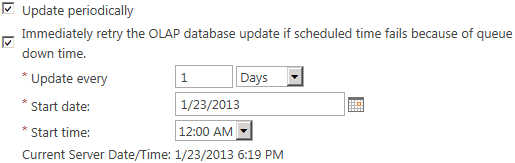 Update periodically
Immediately retry the OLAP database update if scheduled time fails because of queue
down time.
* Update every 1 Days
* Start date: 1/23/2013
* Start time: 12:00 AM
Current Server Date/Time: 1/23/2013 6:19 PM